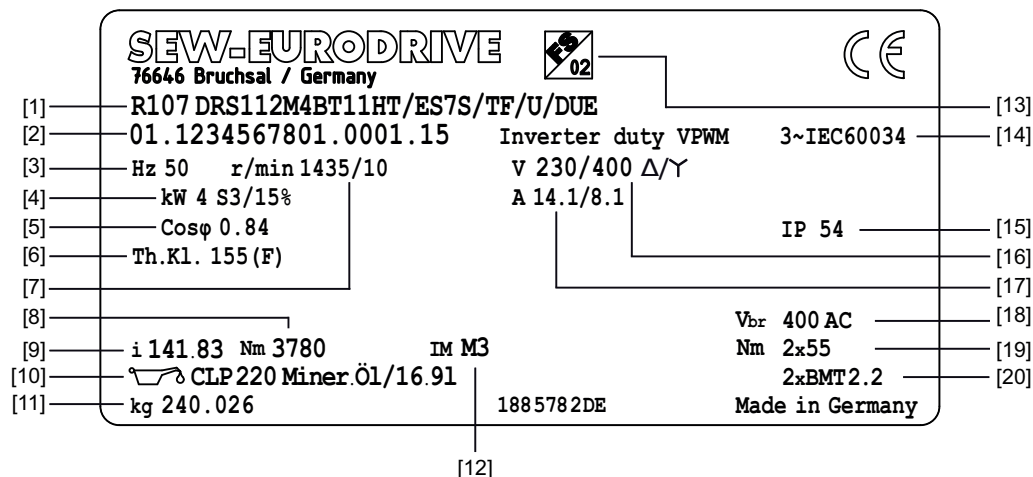 SEW-EURODRIVE FS 02 CE
76646 Bruchsal / Germany
[1] R107 DRS112M4BT11HT/ES7S/TF/U/DUE [13]
[2] 01.1234567801.0001.15 Inverter duty VPWM 3~IEC60034 [14]
[3] Hz 50 r/min 1435/10 V 230/400 Δ/Y
[4] kW 4 S3/15% A 14.1/8.1
[5] Cosφ 0.84 IP 54 [15]
[6] Th.Kl. 155(F) [16]
[7] [17]
[8] Vbr 400 AC [18]
[9] i 141.83 Nm 3780 IM M3 Nm 2x55 [19]
[10] CLP 220 Miner.Öl/16.9l 2xBMT2.2 [20]
[11] kg 240.026 1885782DE Made in Germany
[12]